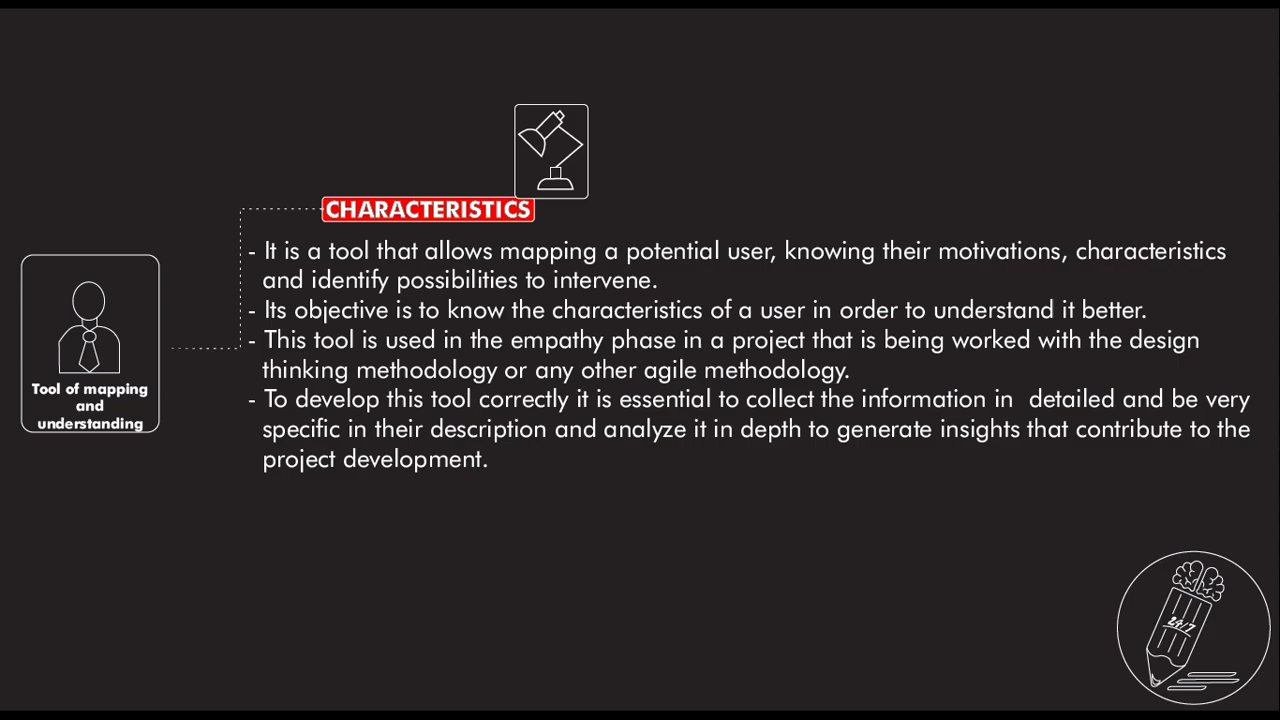 CHARACTERISTICS
- It is a tool that allows mapping a potential user, knowing their motivations, characteristics
and identify possibilities to intervene.
- Its objective is to know the characteristics of a user in order to understand it better.
- This tool is used in the empathy phase in a project that is being worked with the design
thinking methodology or any other agile methodology.
- To develop this tool correctly it is essential to collect the information in  detailed and be very
specific in their description and analyze it in depth to generate insights that contribute to the
project development.
Tool of mapping
and
understanding
24/7